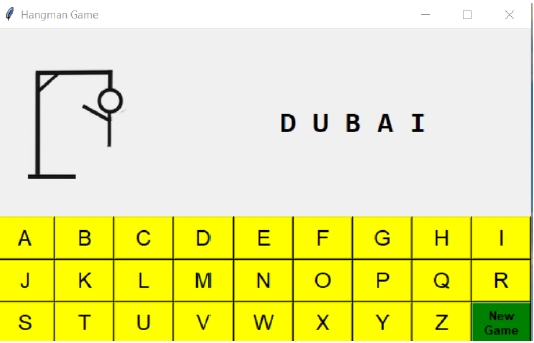 Hangman Game
D U B A I
A B C D E F G H I
J K L M N O P Q R
S T U V W X Y Z New
Game